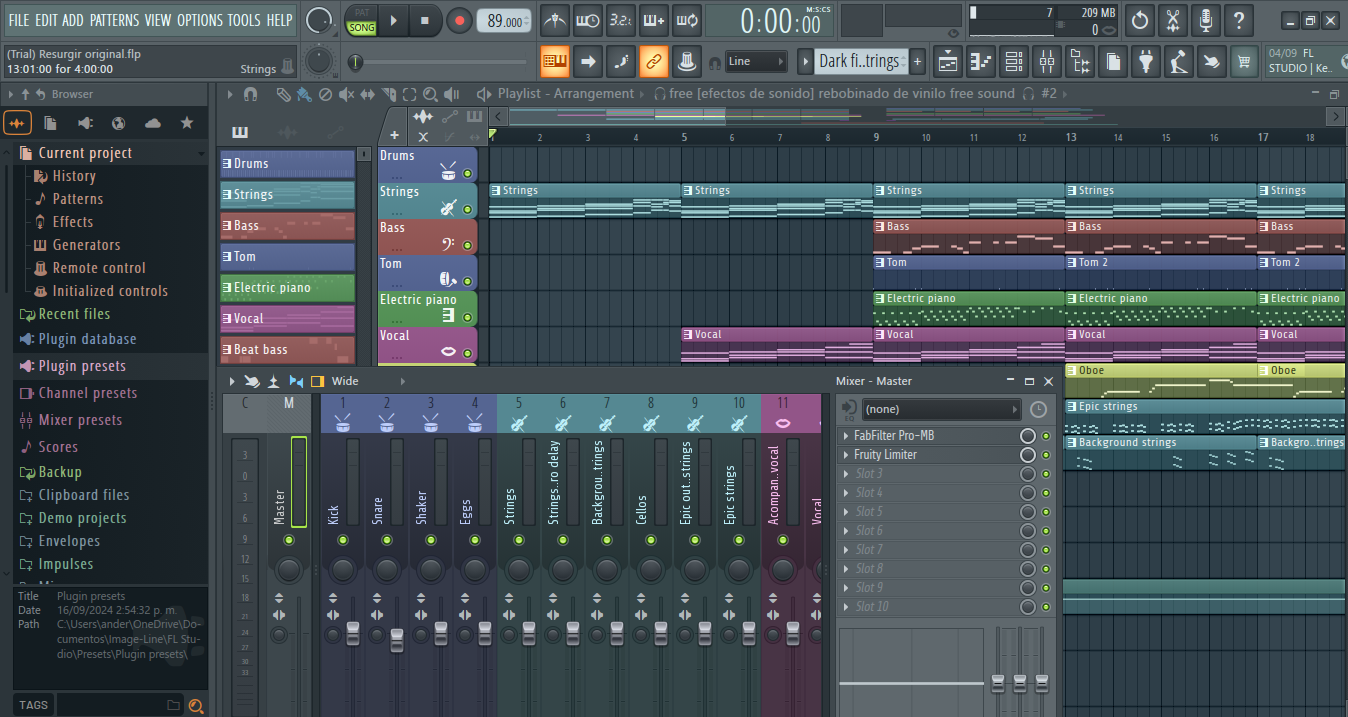 FILE EDIT ADD PATTERNS VIEW OPTIONS TOOLS HELP
PAT
SONG
89.000
3.2.
0:00:00
M:S:CS
7
209 MB
0
(Trial) Resurgir original.flp
13:01:00 for 4:00:00
Strings
Line
Dark fi..trings
04/09 FL
STUDIO | Ke..
Browser
Playlist - Arrangement
free [efectos de sonido] rebobinado de vinilo free sound
#2
Current project
History
Patterns
Effects
Generators
Remote control
Initialized controls
Recent files
Plugin database
Plugin presets
Channel presets
Mixer presets
Scores
Backup
Clipboard files
Demo projects
Envelopes
Impulses
Title Plugin presets
Date 16/09/2024 2:54:32 p. m.
Path C:\Users\ander\OneDrive\Do-
cumentos\Image-Line\FL Stu-
dio\Presets\Plugin presets\
TAGS
Drums
Strings
Bass
Tom
Electric piano
Vocal
Beat bass
1 2 3 4 5 6 7 8 9 10 11 12 13 14 15 16 17 18
Drums
Strings
Strings Strings Strings Strings Strings
Bass
Bass Bass Bass
Tom
Tom Tom 2 Tom 2
Electric piano
Electric piano Electric piano Electric piano
Vocal
Vocal Vocal Vocal Vocal
Oboe Oboe
Epic strings
Background strings Backgro..trings
Wide
Mixer - Master
C M 1 2 3 4 5 6 7 8 9 10 11
3
0
3
6
9
12
15
18
21
24
27
30
33
Master
Kick
Snare
Shaker
Eggs
Strings
Strings..ro delay
Backgrou..trings
Cellos
Epic out..strings
Epic strings
Acompan..vocal
Vocal
(none)
EQ
FabFilter Pro-MB
Fruity Limiter
Slot 3
Slot 4
Slot 5
Slot 6
Slot 7
Slot 8
Slot 9
Slot 10